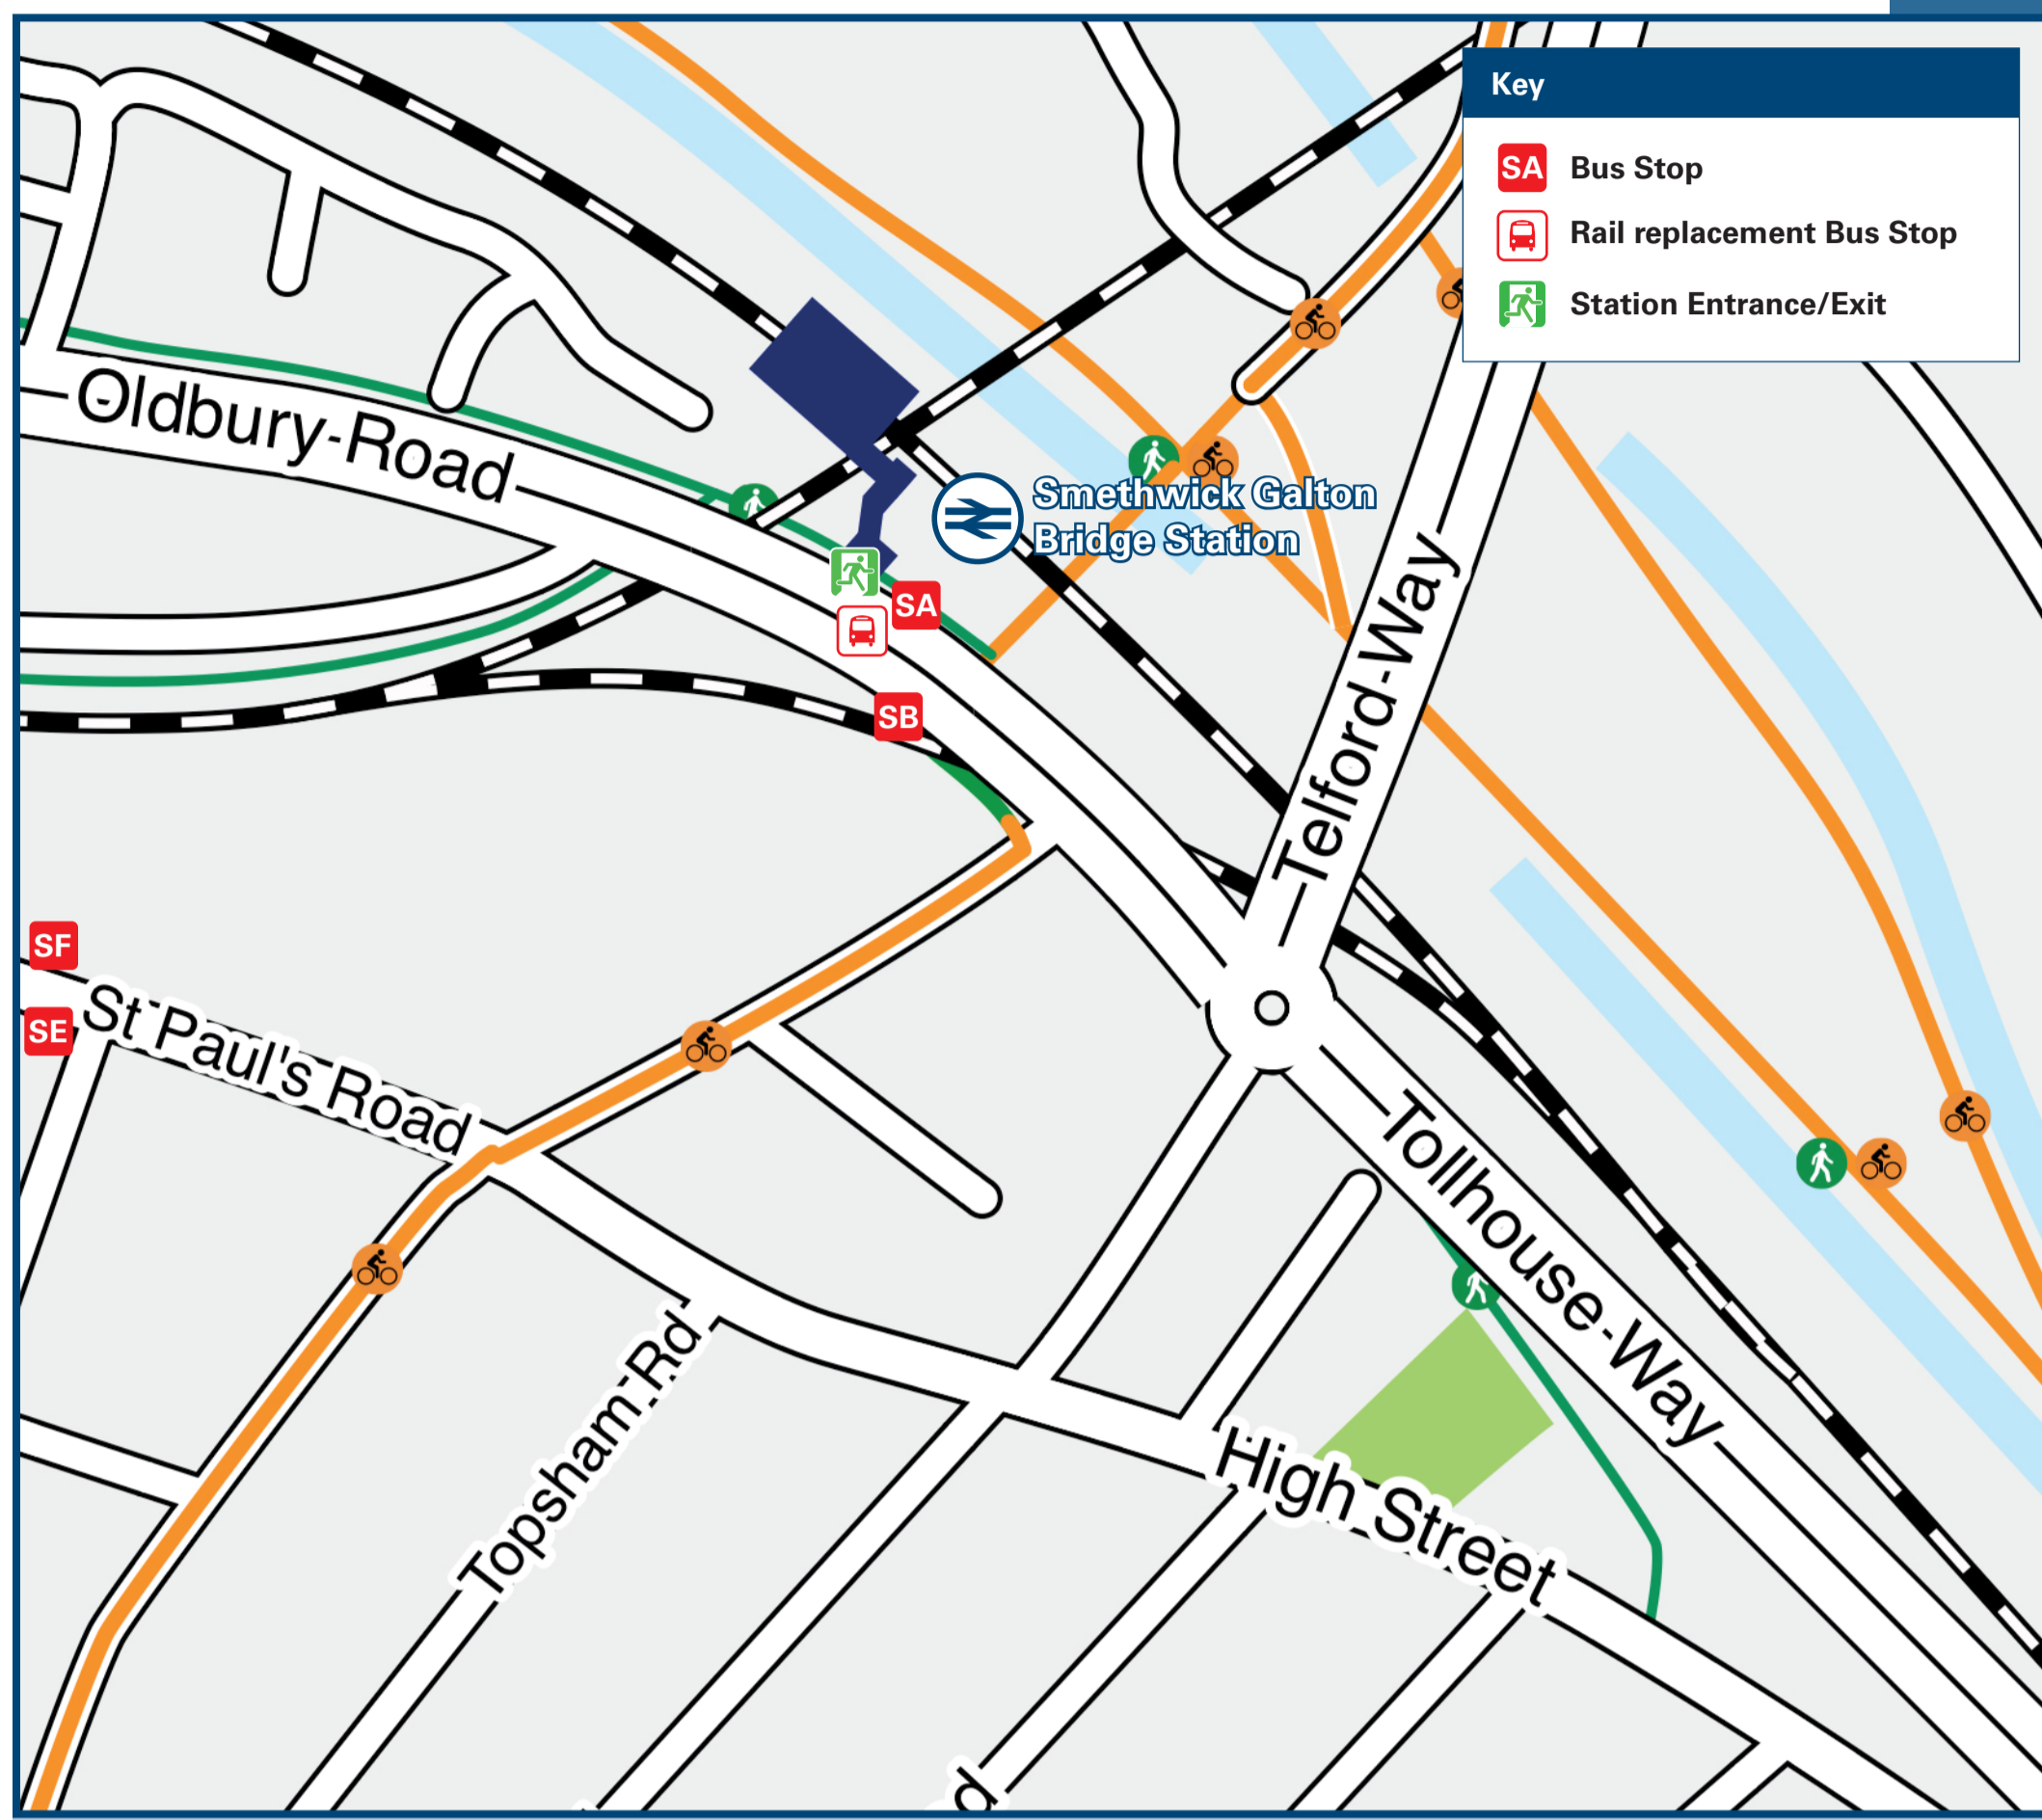 Key
SA Bus Stop
Rail replacement Bus Stop
Station Entrance/Exit
Oldbury Road
Smethwick Galton
Bridge Station
SA
SB
Telford Way
SF
SE
St Paul's Road
Tollhouse Way
Topsham Rd
High Street
d